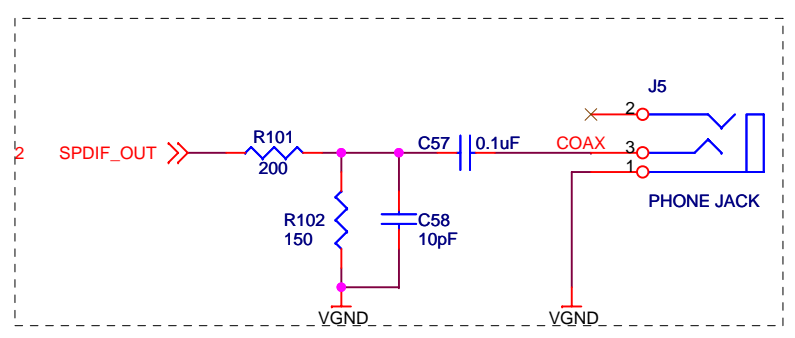 J5
2
R101
C57
0.1uF
COAX
3
2
SPDIF_OUT
1
200
PHONE JACK
R102
C58
150
10pF
VGND
VGND